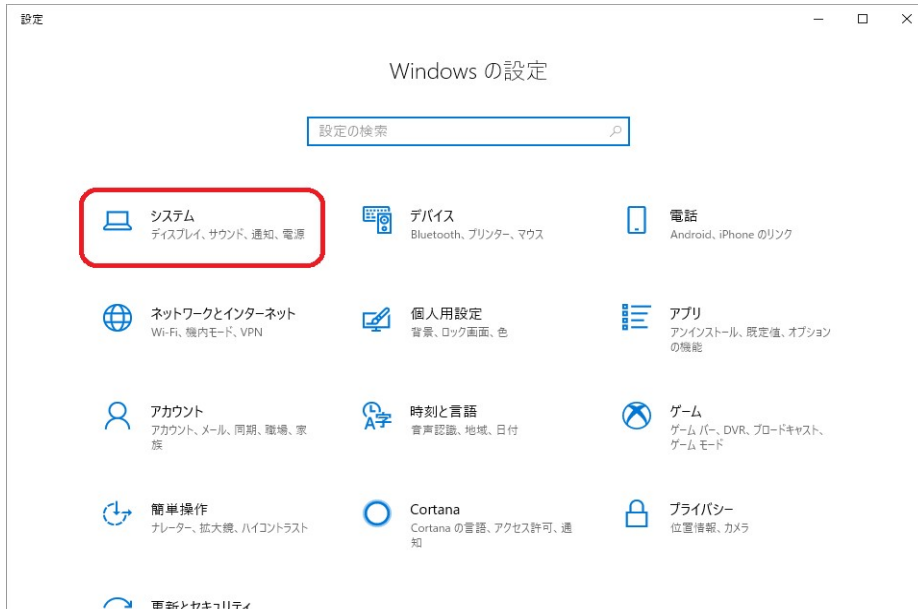 設定
Windows の設定
設定の検索
システム
ディスプレイ、サウンド、通知、電源
デバイス
Bluetooth、プリンター、マウス
電話
Android、iPhone のリンク
ネットワークとインターネット
Wi-Fi、機内モード、VPN
個人用設定
背景、ロック画面、色
アプリ
アンインストール、既定値、オプション
の機能
アカウント
アカウント、メール、同期、職場、家
族
時刻と言語
音声認識、地域、日付
ゲーム
ゲーム バー、DVR、ブロードキャスト、
ゲーム モード
簡単操作
ナレーター、拡大鏡、ハイコントラスト
Cortana
Cortana の言語、アクセス許可、通
知
プライバシー
位置情報、カメラ
更新とセキュリティ